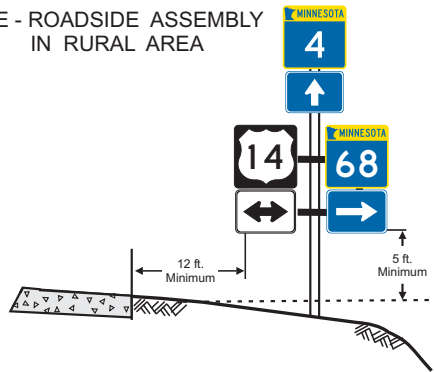 E - ROADSIDE ASSEMBLY
IN RURAL AREA
MINNESOTA
4
14
MINNESOTA
68
12 ft.
Minimum
5 ft.
Minimum